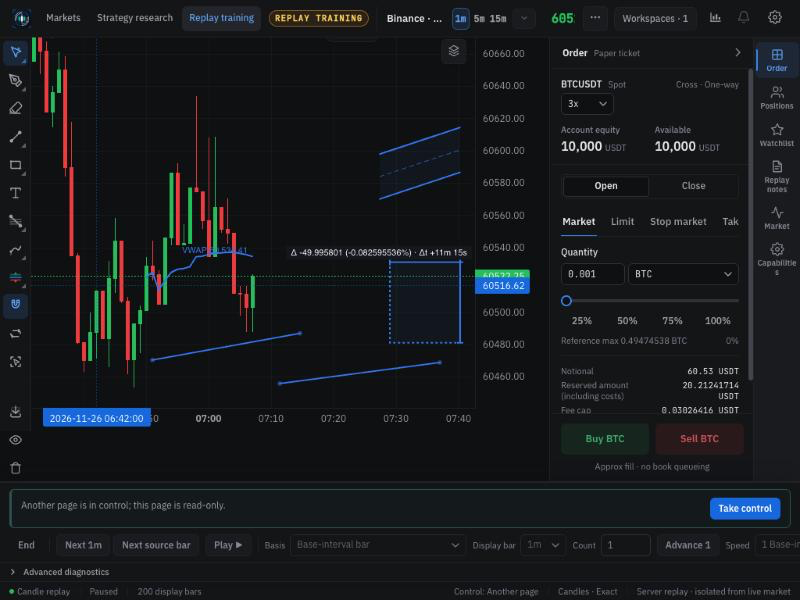 Markets Strategy research Replay training REPLAY TRAINING Binance · ... 1m 5m 15m 605 ··· Workspaces · 1
Order Paper ticket
BTCUSDT Spot Cross · One-way
3x
Account equity Available
10,000 USDT 10,000 USDT
Open Close
Market Limit Stop market Tak
Quantity
0.001 BTC
25% 50% 75% 100%
Reference max 0.49474538 BTC 0%
Notional 60.53 USDT
Reserved amount (including costs) 20.21241714 USDT
Fee cap 0.03026416 USDT
Buy BTC Sell BTC
Approx fill · no book queueing
Order
Positions
Watchlist
Replay
notes
Market
Capabilitie
s
60660.00
60640.00
60620.00
60600.00
60580.00
60560.00
60540.00
60522.25
60516.62
60500.00
60480.00
60460.00
Δ -49.995801 (-0.082595536%) · Δt +11m 15s
2026-11-26 06:42:00 07:00 07:10 07:20 07:30 07:40
Another page is in control; this page is read-only. Take control
End Next 1m Next source bar Play Basis Base-interval bar Display bar 1m Count 1 Advance 1 Speed 1 Base-in
Advanced diagnostics
Candle replay Paused 200 display bars Control: Another page Candles · Exact Server replay · isolated from live market